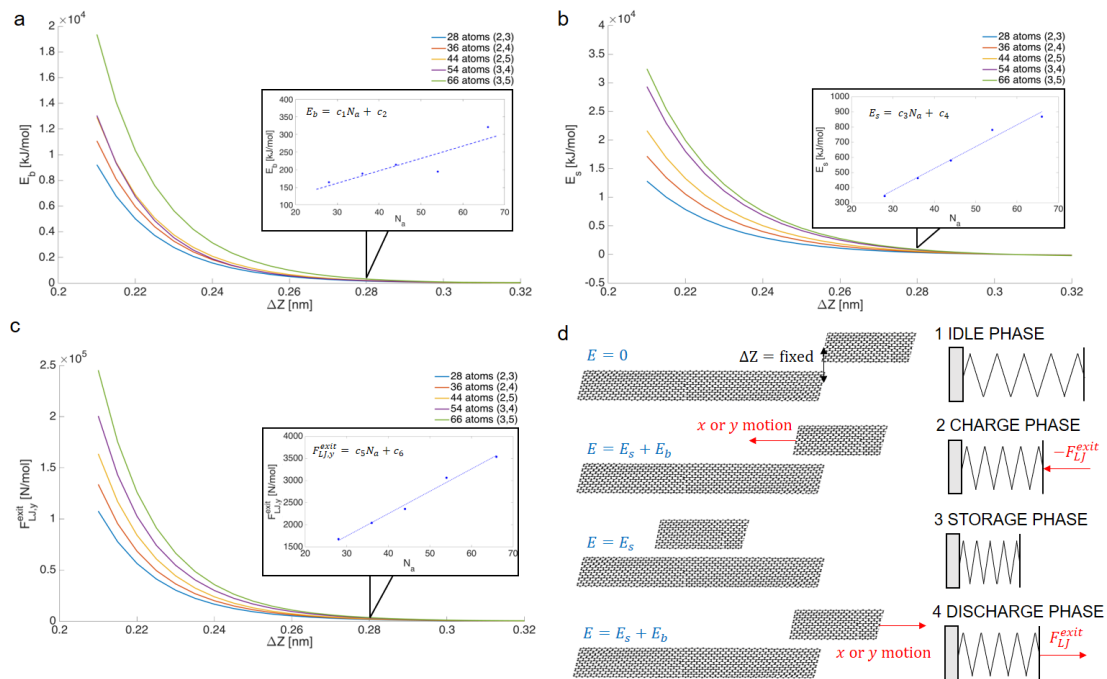 a
×10⁴
2
1.8
1.6
1.4
1.2
1
0.8
0.6
0.4
0.2
0
E_b [kJ/mol]
0.2 0.22 0.24 0.26 0.28 0.3 0.32
ΔZ [nm]
28 atoms (2,3)
36 atoms (2,4)
44 atoms (2,5)
54 atoms (3,4)
66 atoms (3,5)
E_b = c₁N_a + c₂
400
350
300
250
200
150
100
E_b [kJ/mol]
20 30 40 50 60 70
N_a
b
×10⁴
4
3.5
3
2.5
2
1.5
1
0.5
0
-0.5
E_s [kJ/mol]
0.2 0.22 0.24 0.26 0.28 0.3 0.32
ΔZ [nm]
28 atoms (2,3)
36 atoms (2,4)
44 atoms (2,5)
54 atoms (3,4)
66 atoms (3,5)
E_s = c₃N_a + c₄
1000
900
800
700
600
500
400
300
200
E_s [kJ/mol]
20 30 40 50 60 70
N_a
c
×10⁵
2.5
2
1.5
1
0.5
0
F_LJ,y^exit [N/mol]
0.2 0.22 0.24 0.26 0.28 0.3 0.32
ΔZ [nm]
28 atoms (2,3)
36 atoms (2,4)
44 atoms (2,5)
54 atoms (3,4)
66 atoms (3,5)
F_LJ,y^exit = c₅N_a + c₆
4000
3500
3000
2500
2000
1500
F_LJ,y^exit [N/mol]
20 30 40 50 60 70
N_a
d
E = 0
ΔZ = fixed
1 IDLE PHASE
x or y motion
E = E_s + E_b
2 CHARGE PHASE
−F_LJ^exit
E = E_s
3 STORAGE PHASE
E = E_s + E_b
x or y motion
4 DISCHARGE PHASE
F_LJ^exit